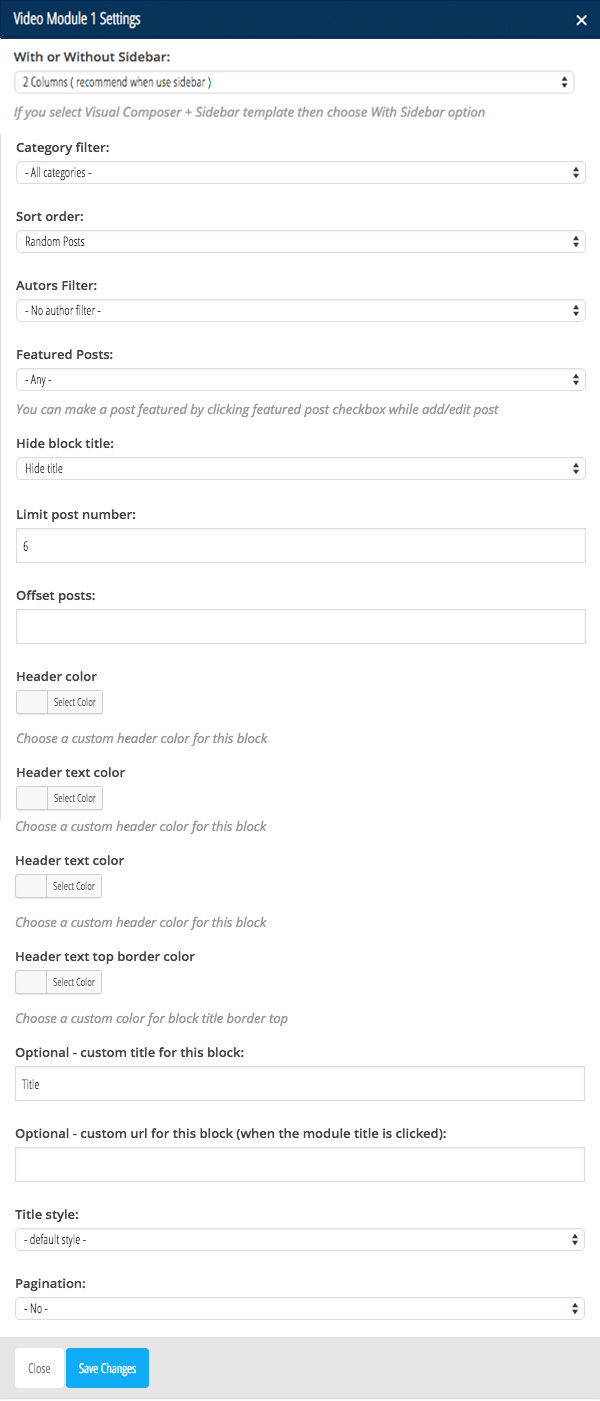 Video Module 1 Settings
With or Without Sidebar:
2 Columns ( recommend when use sidebar )
If you select Visual Composer + Sidebar template then choose With Sidebar option
Category filter:
- All categories -
Sort order:
Random Posts
Autors Filter:
- No author filter -
Featured Posts:
- Any -
You can make a post featured by clicking featured post checkbox while add/edit post
Hide block title:
Hide title
Limit post number:
6
Offset posts:
Header color
Select Color
Choose a custom header color for this block
Header text color
Select Color
Choose a custom header color for this block
Header text color
Select Color
Choose a custom header color for this block
Header text top border color
Select Color
Choose a custom color for block title border top
Optional - custom title for this block:
Title
Optional - custom url for this block (when the module title is clicked):
Title style:
- default style -
Pagination:
- No -
Close
Save Changes